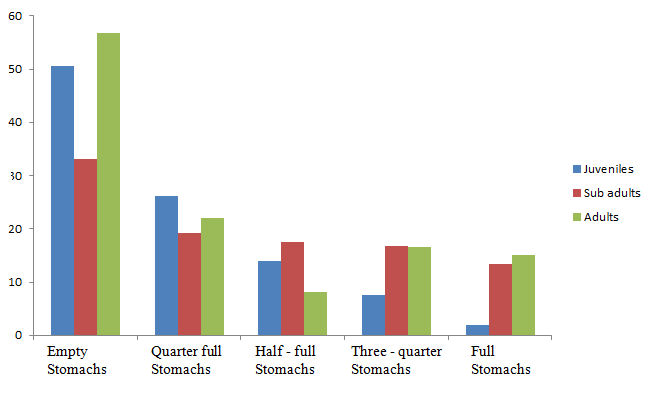 60
50
40
30
20
10
0
Empty Stomachs
Quarter full Stomachs
Half - full Stomachs
Three - quarter Stomachs
Full Stomachs
Juveniles
Sub adults
Adults